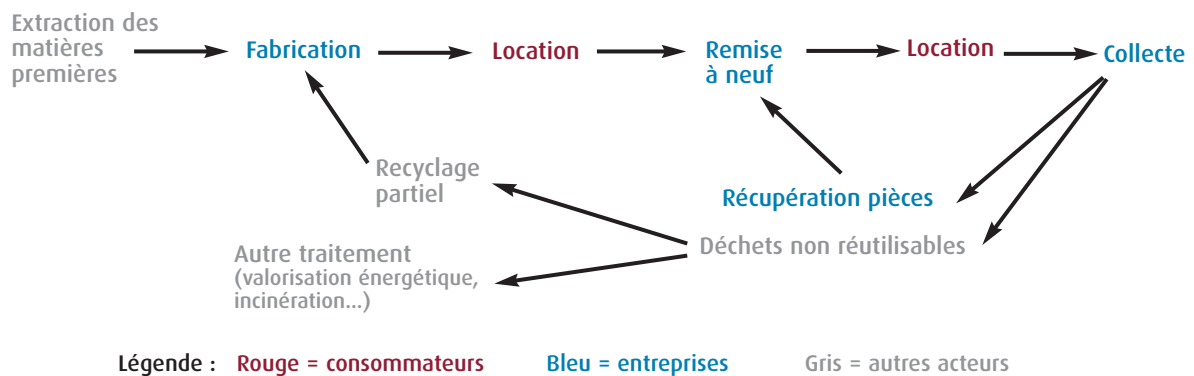 Extraction des
matières
premières
Fabrication
Location
Remise
à neuf
Location
Collecte
Recyclage
partiel
Récupération pièces
Déchets non réutilisables
Autre traitement
(valorisation énergétique,
incinération...)
Légende : Rouge = consommateurs Bleu = entreprises Gris = autres acteurs